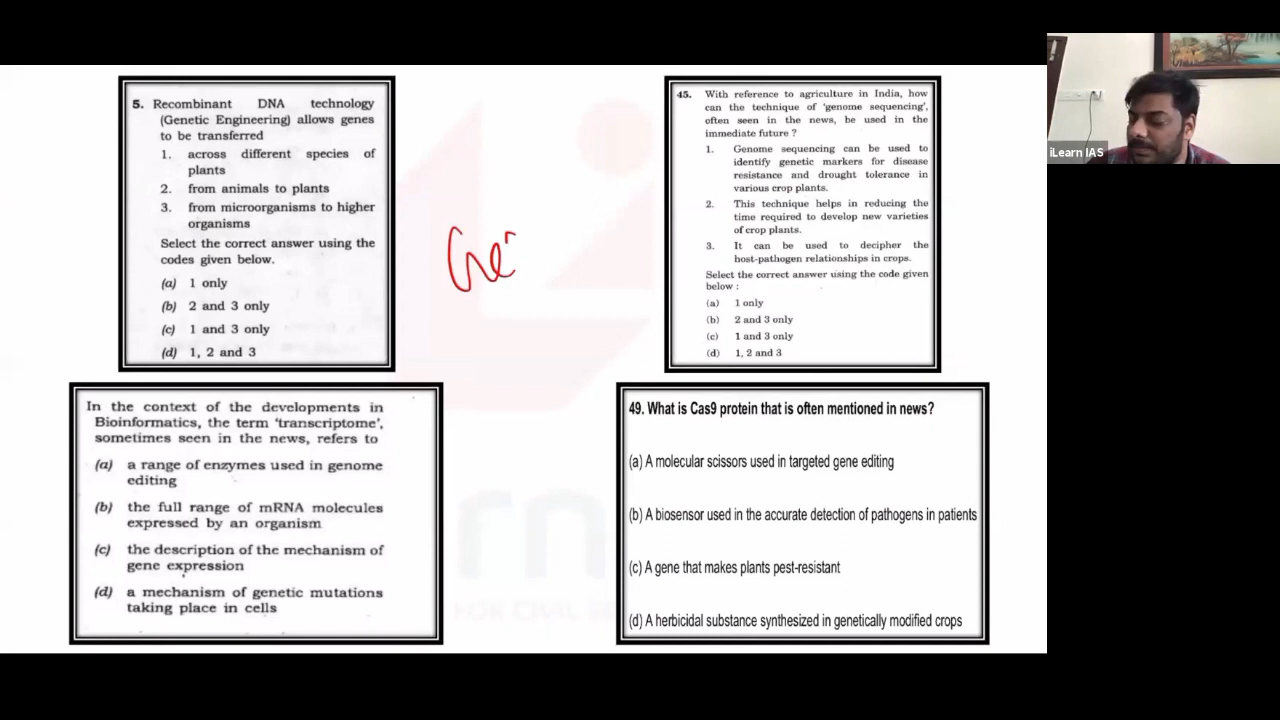 5. Recombinant DNA technology
(Genetic Engineering) allows genes
to be transferred
1. across different species of
plants
2. from animals to plants
3. from microorganisms to higher
organisms
Select the correct answer using the
codes given below.
(a) 1 only
(b) 2 and 3 only
(c) 1 and 3 only
(d) 1, 2 and 3
45. With reference to agriculture in India, how
can the technique of 'genome sequencing',
often seen in the news, be used in the
immediate future ?
1. Genome sequencing can be used to
identify genetic markers for disease
resistance and drought tolerance in
various crop plants.
2. This technique helps in reducing the
time required to develop new varieties
of crop plants.
3. It can be used to decipher the
host-pathogen relationships in crops.
Select the correct answer using the code given
below :
(a) 1 only
(b) 2 and 3 only
(c) 1 and 3 only
(d) 1, 2 and 3
iLearn IAS
In the context of the developments in
Bioinformatics, the term 'transcriptome',
sometimes seen in the news, refers to
(a) a range of enzymes used in genome
editing
(b) the full range of mRNA molecules
expressed by an organism
(c) the description of the mechanism of
gene expression
(d) a mechanism of genetic mutations
taking place in cells
49. What is Cas9 protein that is often mentioned in news?
(a) A molecular scissors used in targeted gene editing
(b) A biosensor used in the accurate detection of pathogens in patients
(c) A gene that makes plants pest-resistant
(d) A herbicidal substance synthesized in genetically modified crops